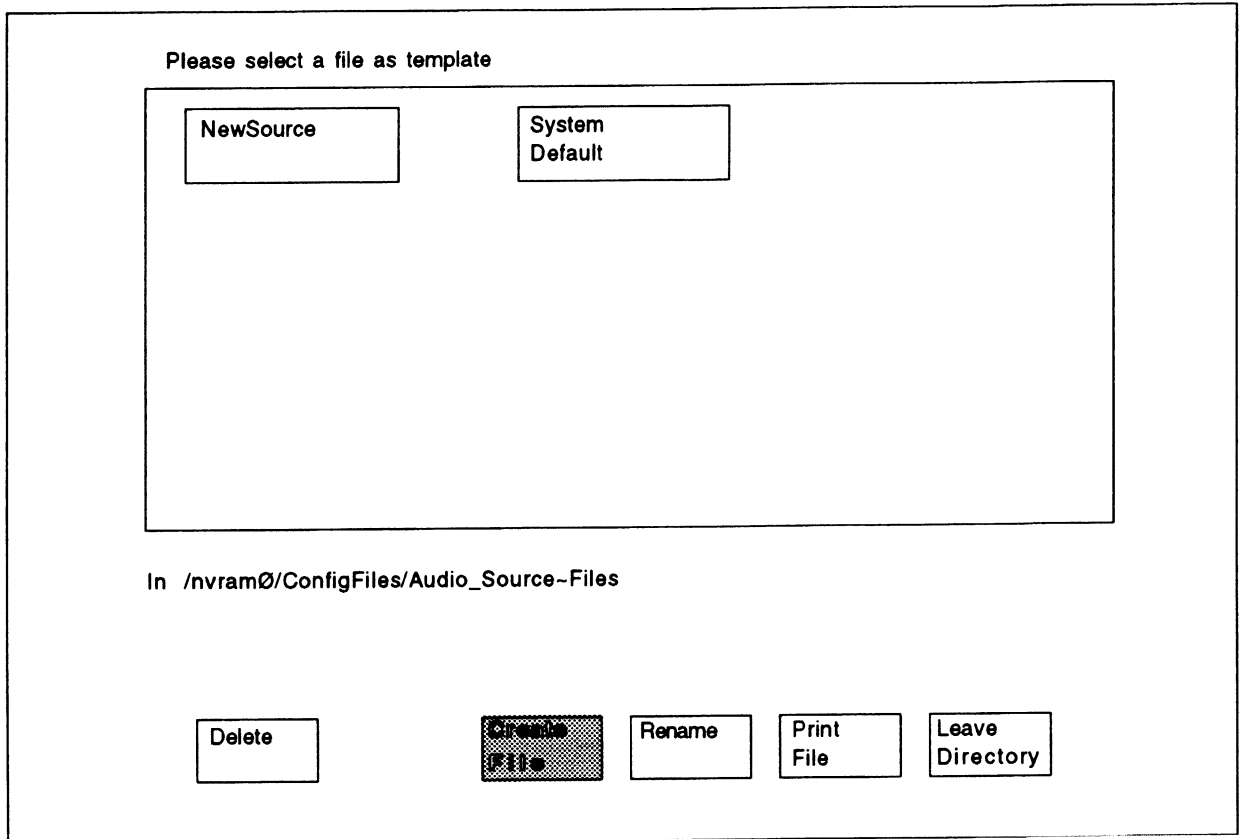 Please select a file as template
NewSource
System
Default
In /nvramØ/ConfigFiles/Audio_Source~Files
Delete
Create
File
Rename
Print
File
Leave
Directory